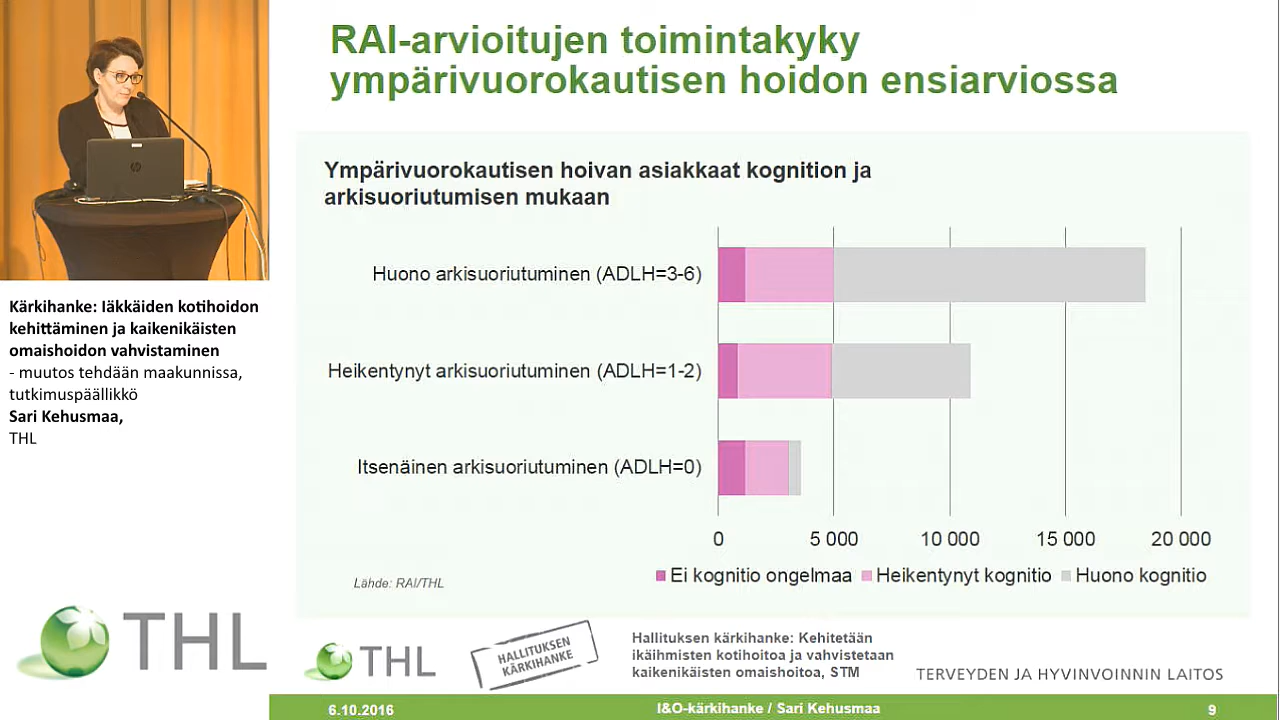 RAI-arvioitujen toimintakyky
ympärivuorokautisen hoidon ensiarviossa
Ympärivuorokautisen hoivan asiakkaat kognition ja
arkisuoriutumisen mukaan
Huono arkisuoriutuminen (ADLH=3-6)
Heikentynyt arkisuoriutuminen (ADLH=1-2)
Itsenäinen arkisuoriutuminen (ADLH=0)
0 5 000 10 000 15 000 20 000
Ei kognitio ongelmaa Heikentynyt kognitio Huono kognitio
Lähde: RAI/THL
Kärkihanke: Iäkkäiden kotihoidon
kehittäminen ja kaikenikäisten
omaishoidon vahvistaminen
- muutos tehdään maakunnissa,
tutkimuspäällikkö
Sari Kehusmaa,
THL
THL
THL
HALLITUKSEN
KÄRKIHANKE
Hallituksen kärkihanke: Kehitetään
ikäihmisten kotihoitoa ja vahvistetaan
kaikenikäisten omaishoitoa, STM
TERVEYDEN JA HYVINVOINNIN LAITOS
6.10.2016
I&O-kärkihanke / Sari Kehusmaa
9
hp